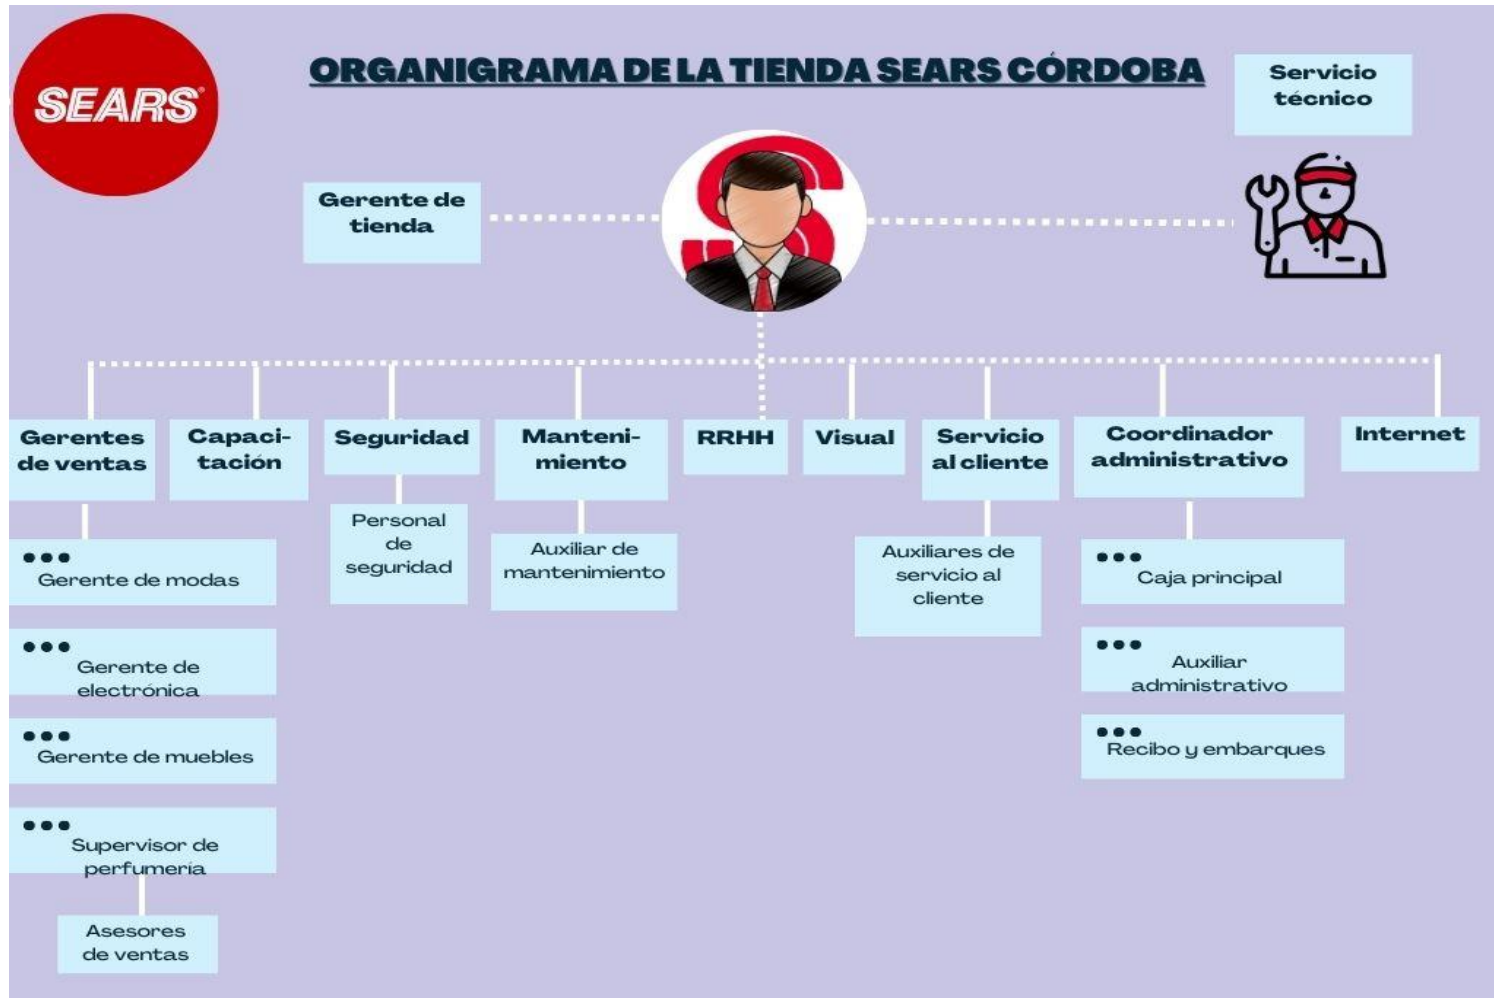 SEARS
ORGANIGRAMA DE LA TIENDA SEARS CÓRDOBA
Servicio
técnico
Gerente de
tienda
Gerentes
de ventas
Capaci-
tación
Seguridad
Manteni-
miento
RRHH
Visual
Servicio
al cliente
Coordinador
administrativo
Internet
Personal
de
seguridad
Auxiliar de
mantenimiento
Auxiliares de
servicio al
cliente
Gerente de modas
Gerente de
electrónica
Gerente de muebles
Supervisor de
perfumería
Asesores
de ventas
Caja principal
Auxiliar
administrativo
Recibo y embarques